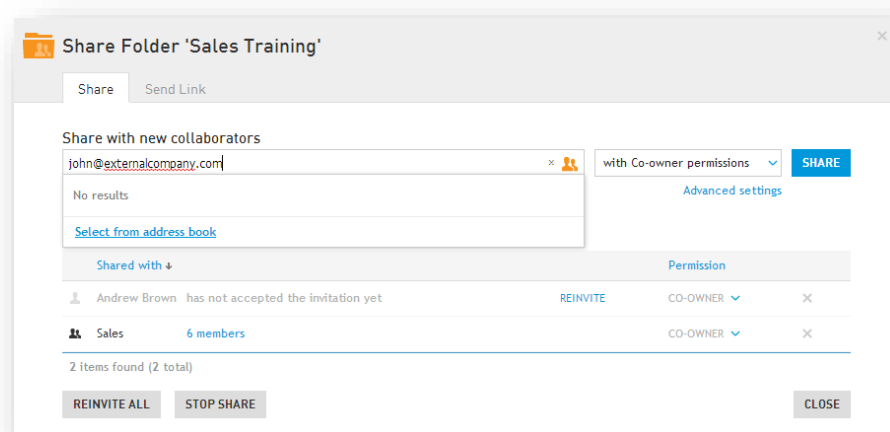 Share Folder 'Sales Training'
Share Send Link
Share with new collaborators
john@externalcompany.com × with Co-owner permissions SHARE
No results Advanced settings
Select from address book
Shared with Permission
Andrew Brown has not accepted the invitation yet REINVITE CO-OWNER
Sales 6 members CO-OWNER
2 items found (2 total)
REINVITE ALL STOP SHARE CLOSE